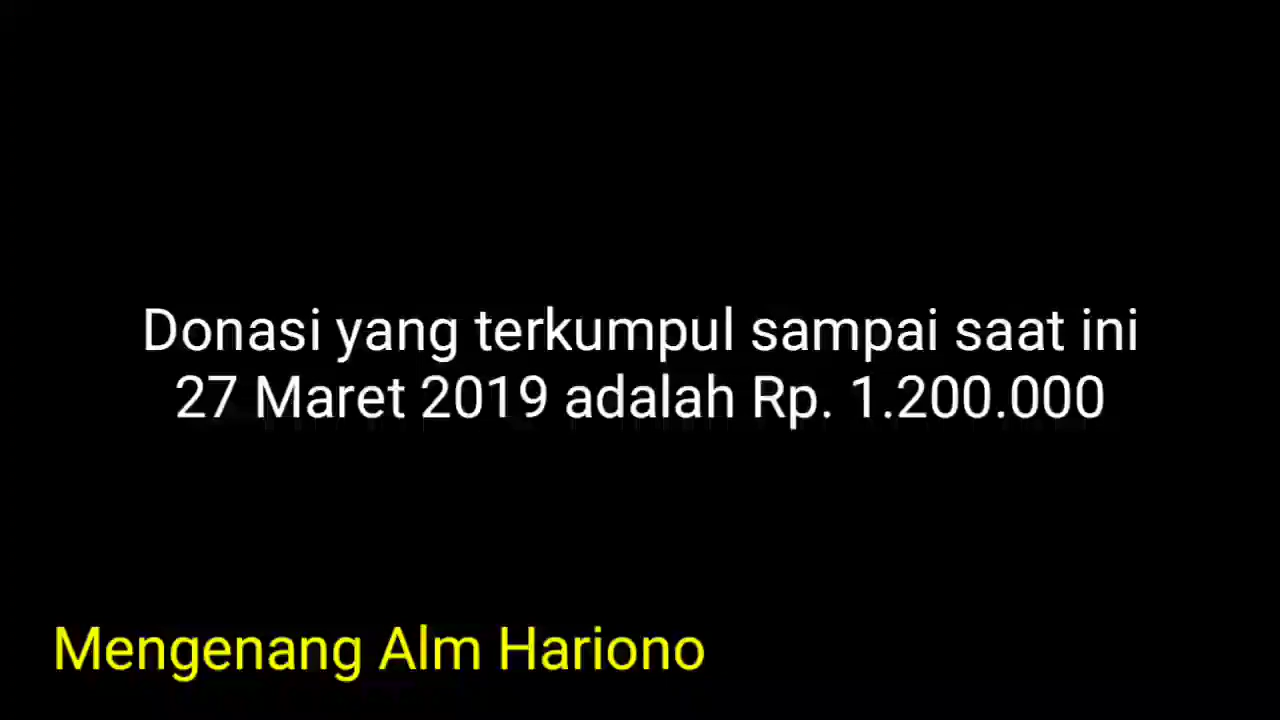 Donasi yang terkumpul sampai saat ini
27 Maret 2019 adalah Rp. 1.200.000
Mengenang Alm Hariono